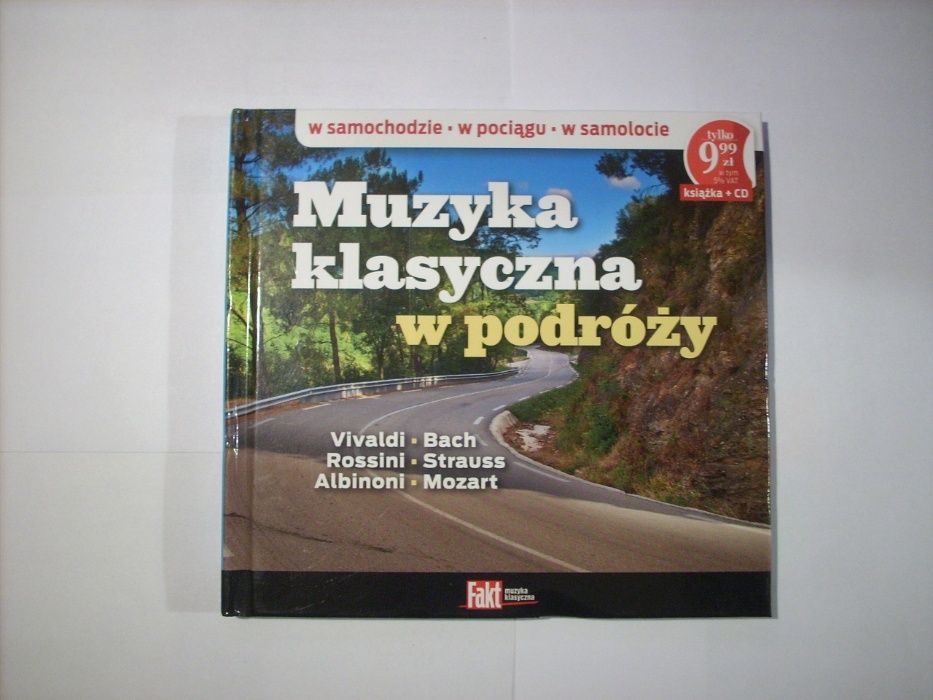 w samochodzie · w pociągu · w samolocie
tylko
9 99
zł
w tym
5% VAT
książka + CD
Muzyka
klasyczna
w podróży
Vivaldi · Bach
Rossini · Strauss
Albinoni · Mozart
Fakt muzyka
klasyczna